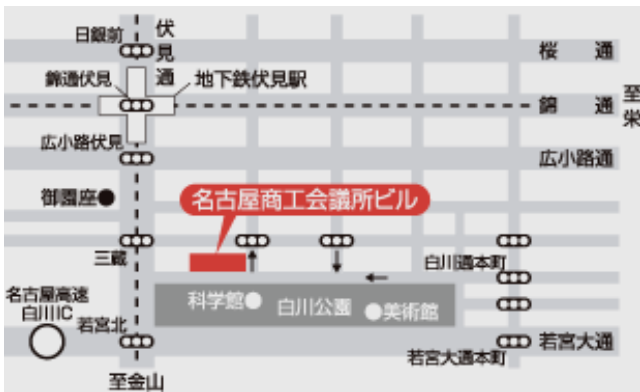 日銀前
伏見通
桜通
錦通伏見
地下鉄伏見駅
錦通
至栄
広小路伏見
広小路通
御園座
名古屋商工会議所ビル
三蔵
白川通本町
名古屋高速
白川IC
科学館
白川公園
美術館
若宮北
若宮大通
若宮大通本町
至金山